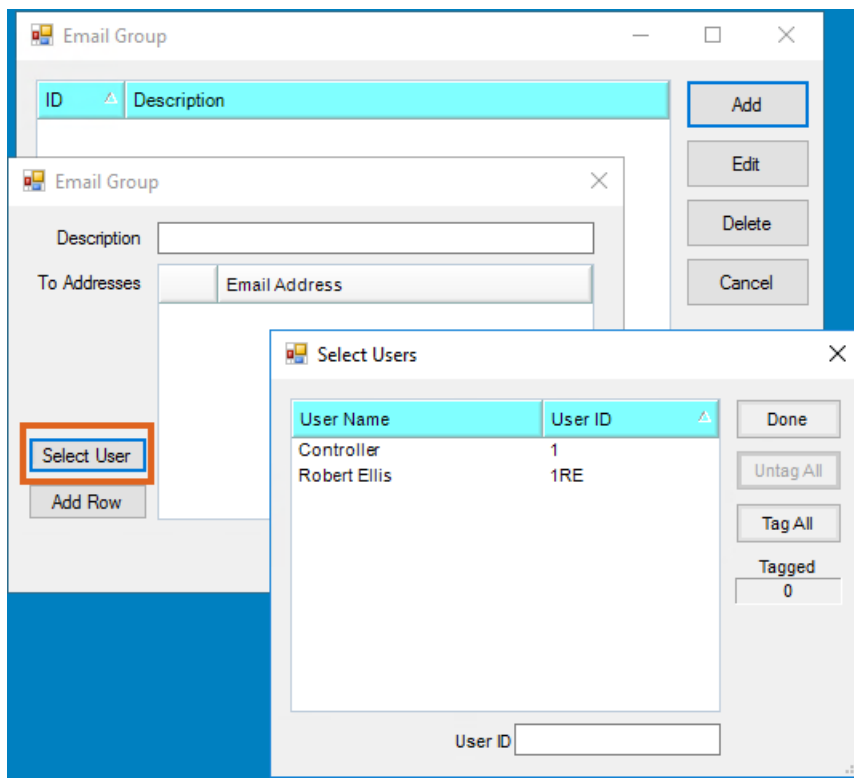 Email Group
ID Description
Add
Edit
Delete
Cancel
Email Group
Description
To Addresses
Email Address
Select User
Add Row
Select Users
User Name User ID
Controller 1
Robert Ellis 1RE
Done
Untag All
Tag All
Tagged
0
User ID